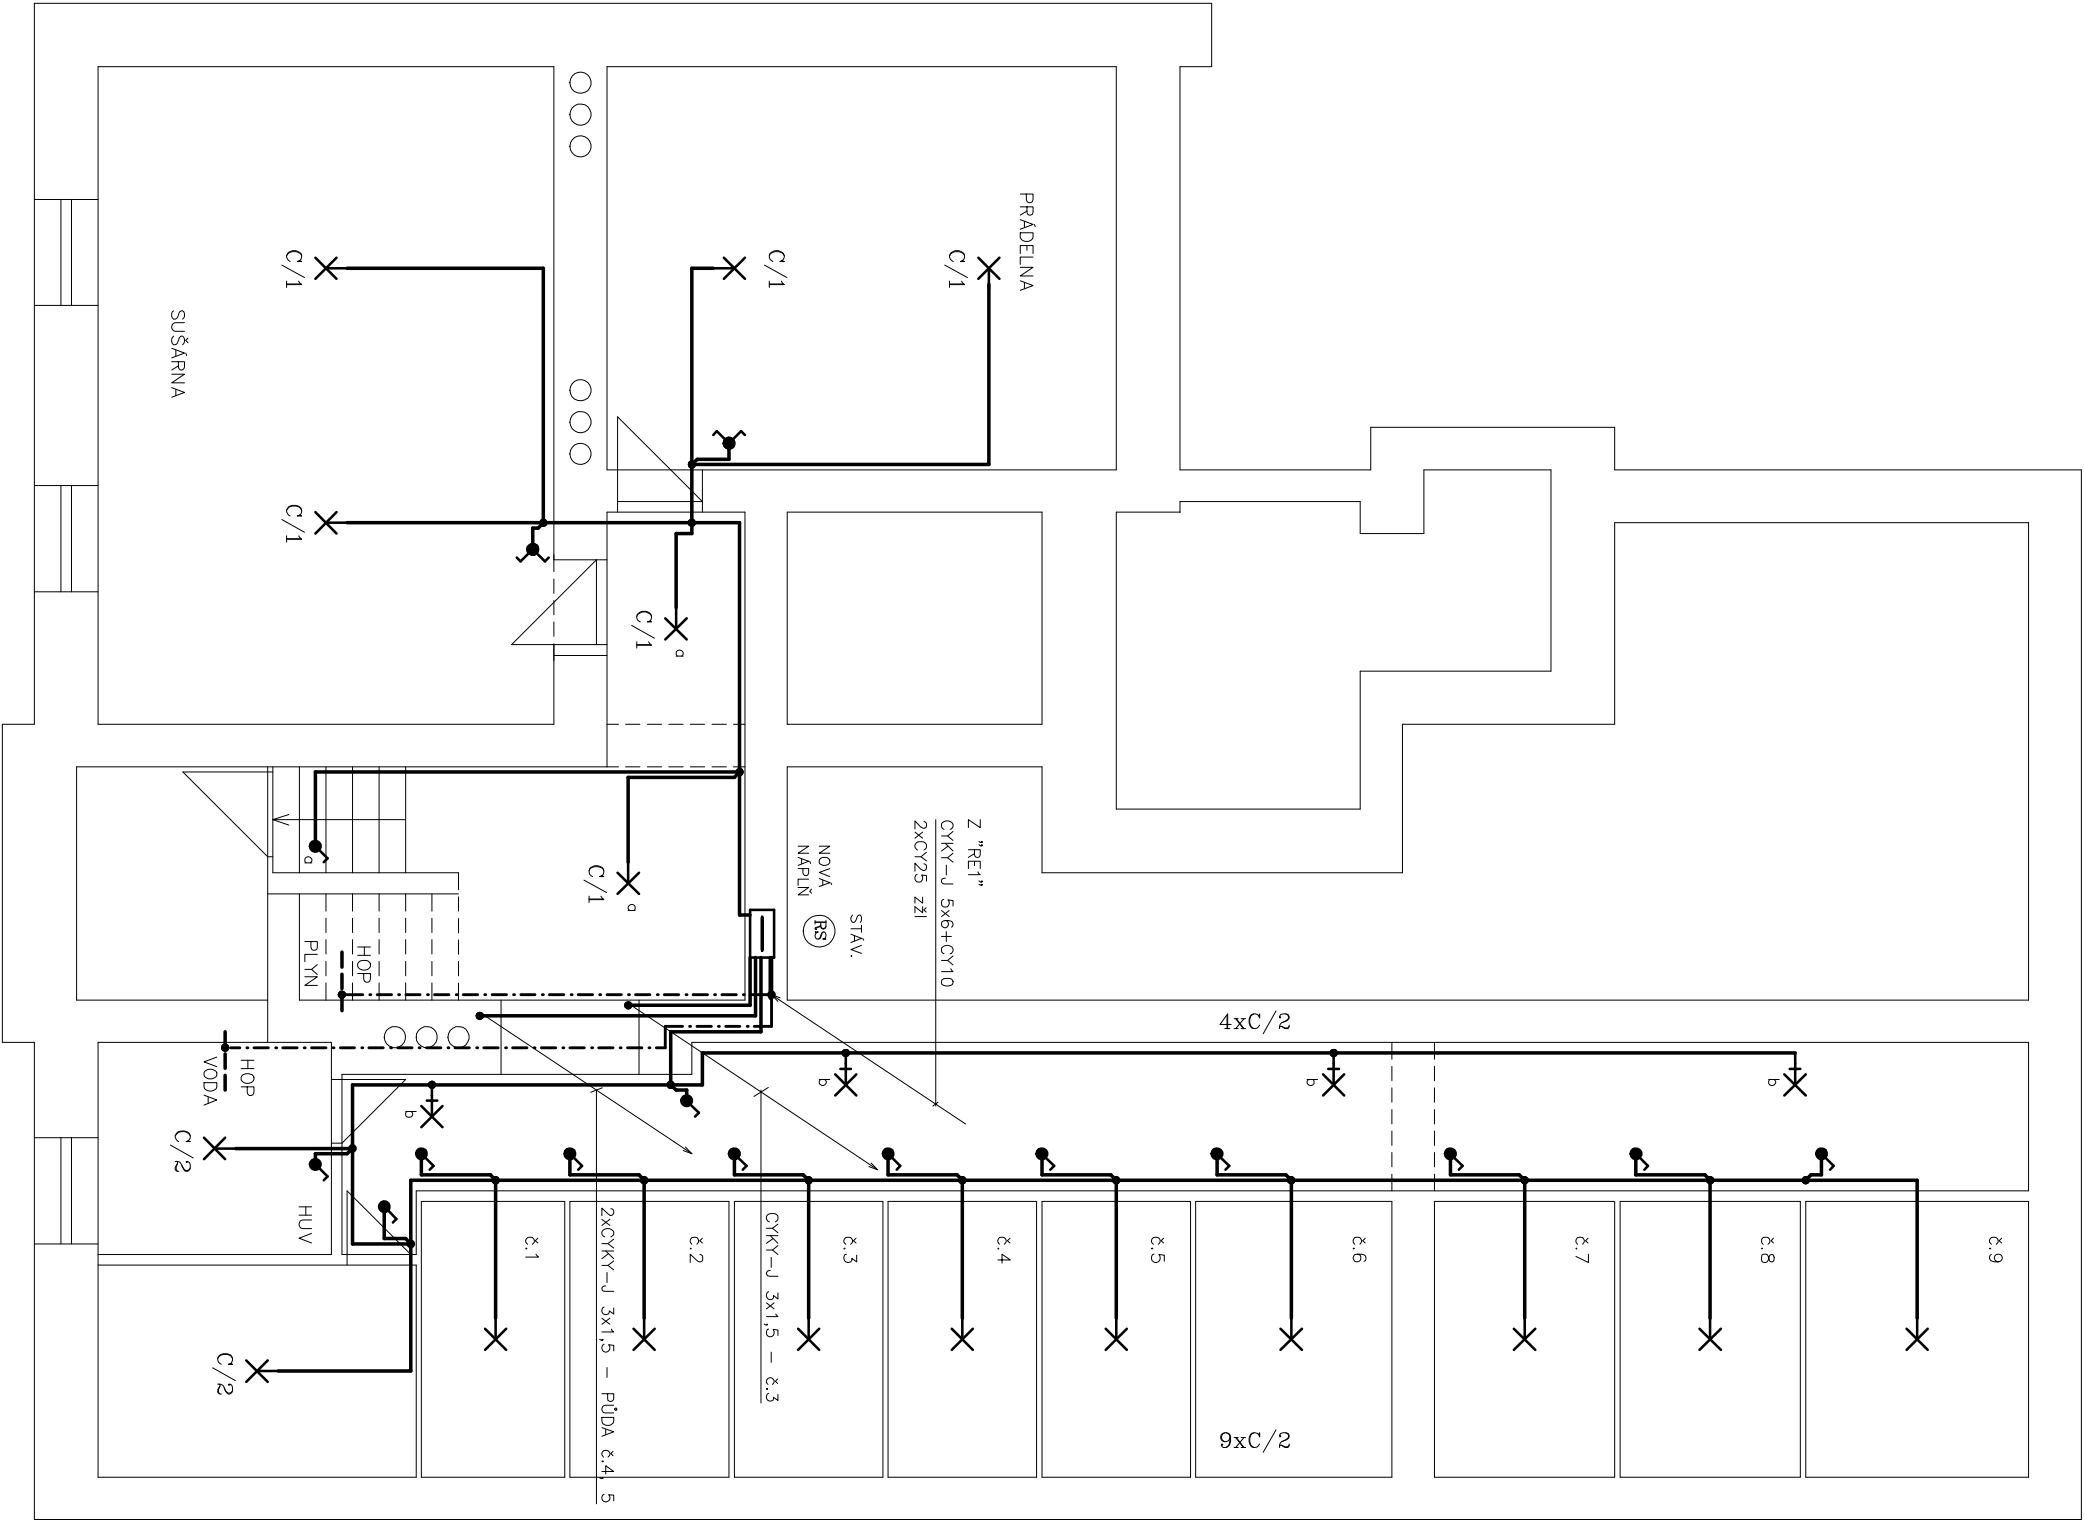 PRÁDELNA
C/1
C/1
C/1
SUŠÁRNA
C/1
C/1
a
C/1
a
a
Z "RE1"
CYKY-J 5x6+CY10
2xCY25 zžl
NOVÁ
NÁPLŇ
STÁV.
RS
HOP
PLYN
HOP
VODA
4xC/2
b
b
b
b
C/2
HUV
C/2
č.1
č.2
č.3
č.4
č.5
č.6
č.7
č.8
č.9
2xCYKY-J 3x1,5 - PŮDA č.4, 5
CYKY-J 3x1,5 - č.3
9xC/2